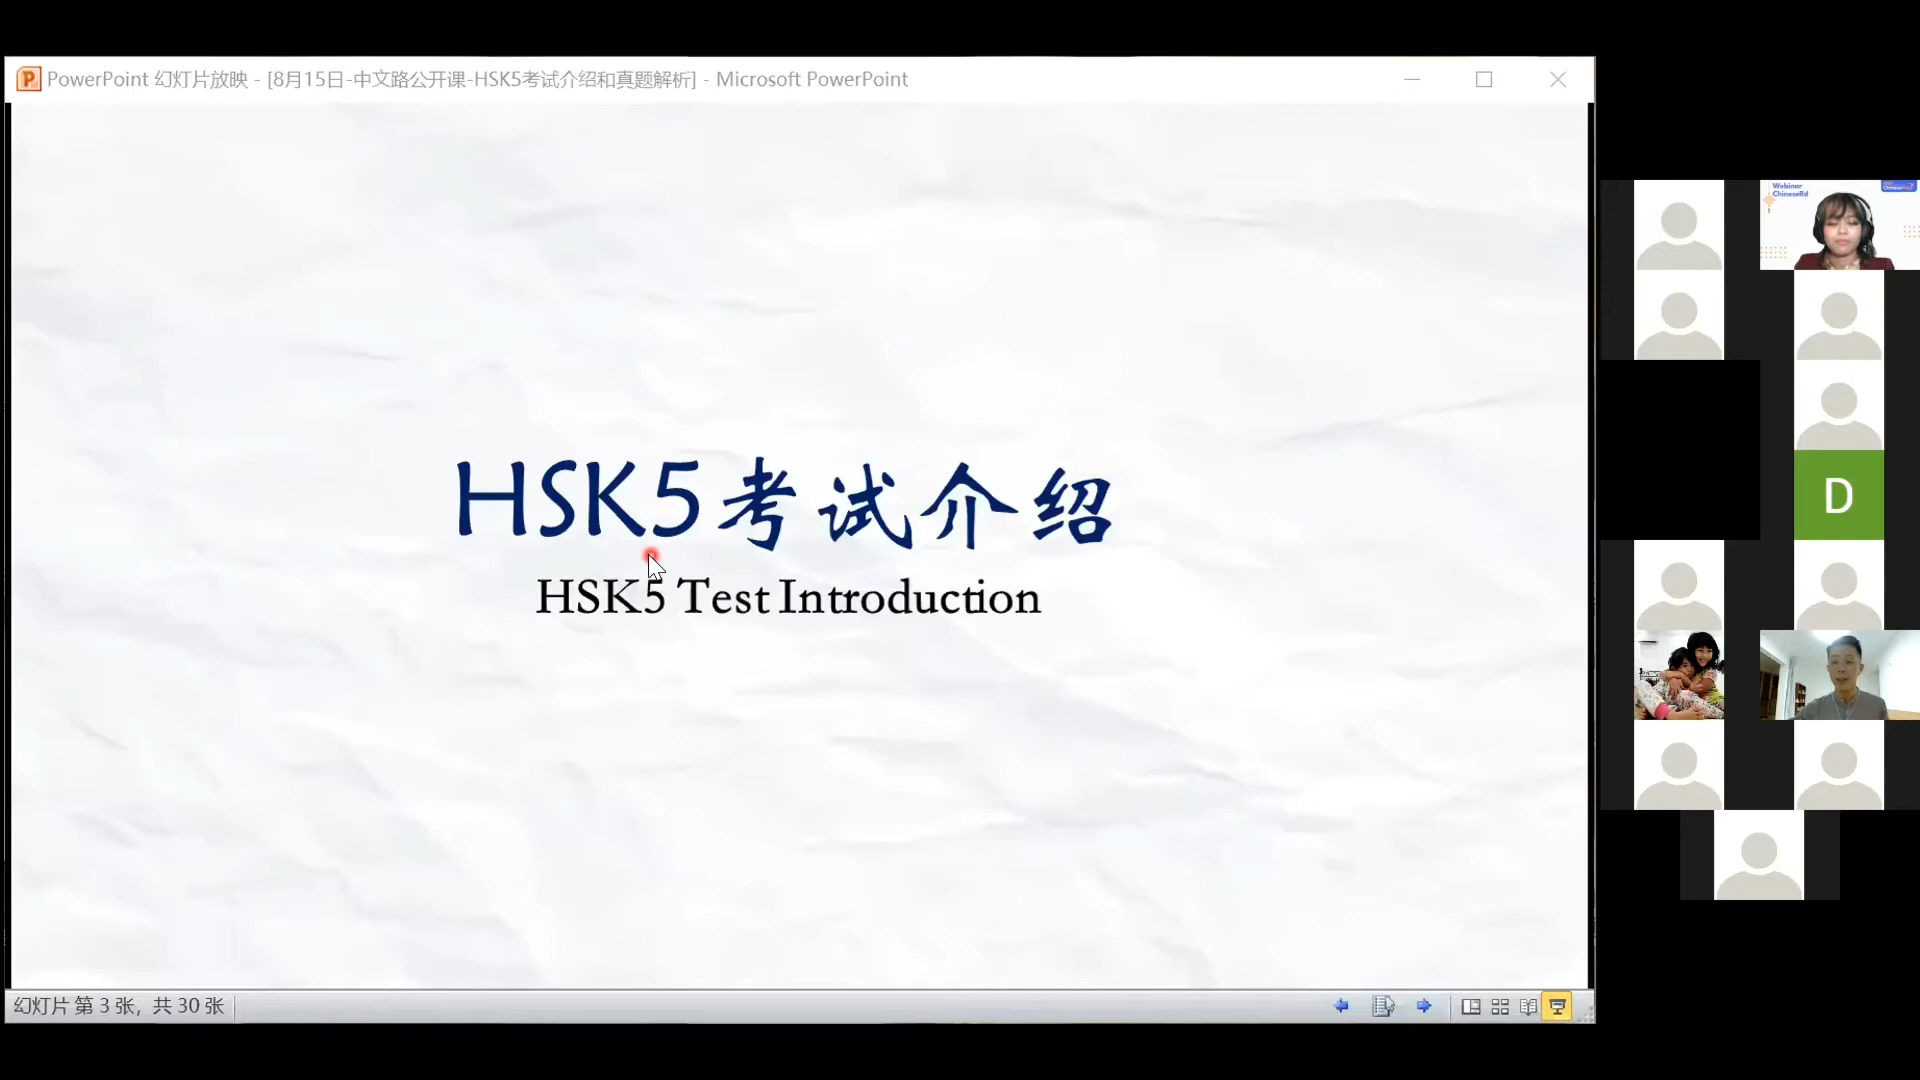 PowerPoint 幻灯片放映 - [8月15日-中文路公开课-HSK5考试介绍和真题解析] - Microsoft PowerPoint
HSK5考试介绍
HSK5 Test Introduction
Webinar
ChineseRd
D
幻灯片 第 3 张，共 30 张